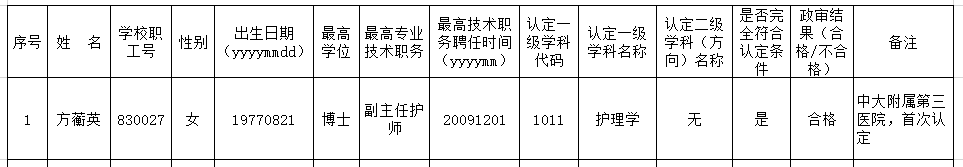 序号 姓　名 学校职工号 性别 出生日期（yyyymmdd） 最高学位 最高专业技术职务 最高技术职务聘任时间（yyyymm） 认定一级学科代码 认定一级学科名称 认定二级学科（方向）名称 是否完全符合认定条件 政审结果（合格/不合格） 备注
1 方蘅英 830027 女 19770821 博士 副主任护师 20091201 1011 护理学 无 是 合格 中大附属第三医院，首次认定